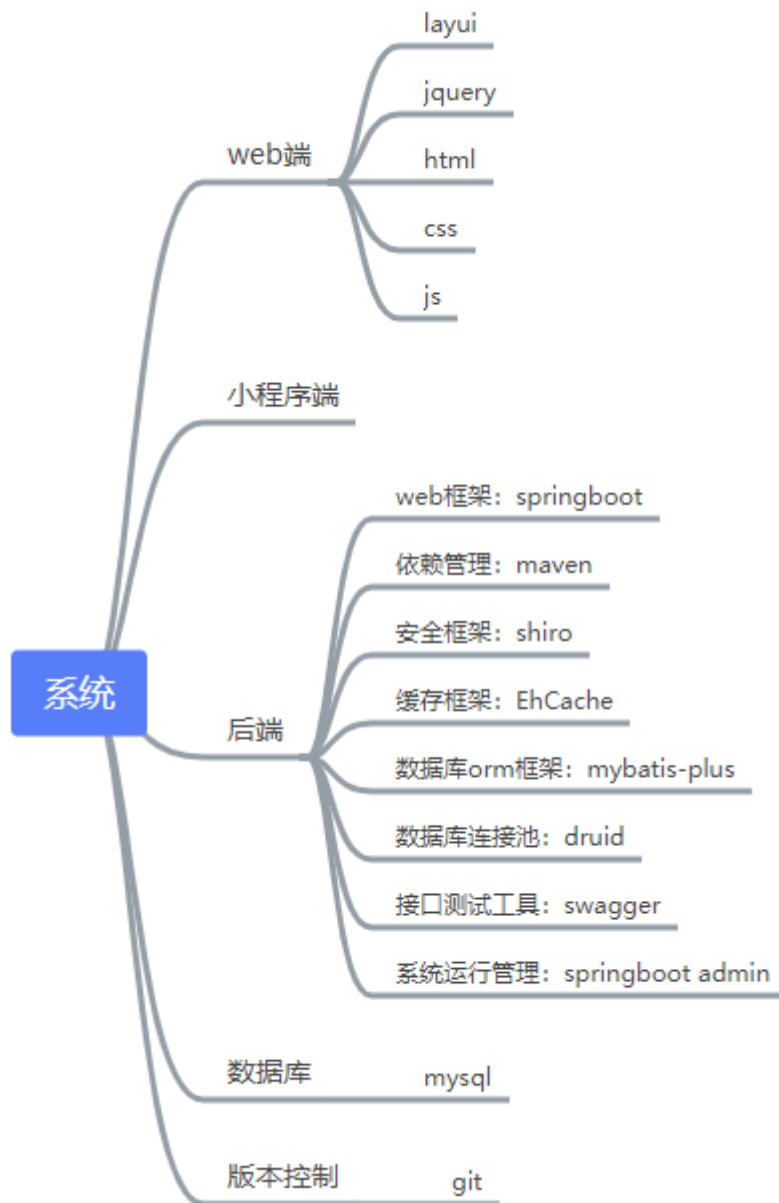 layui
jquery
web端
html
css
js
小程序端
web框架：springboot
依赖管理：maven
安全框架：shiro
系统
缓存框架：EhCache
后端
数据库orm框架：mybatis-plus
数据库连接池：druid
接口测试工具：swagger
系统运行管理：springboot admin
数据库
mysql
版本控制
git